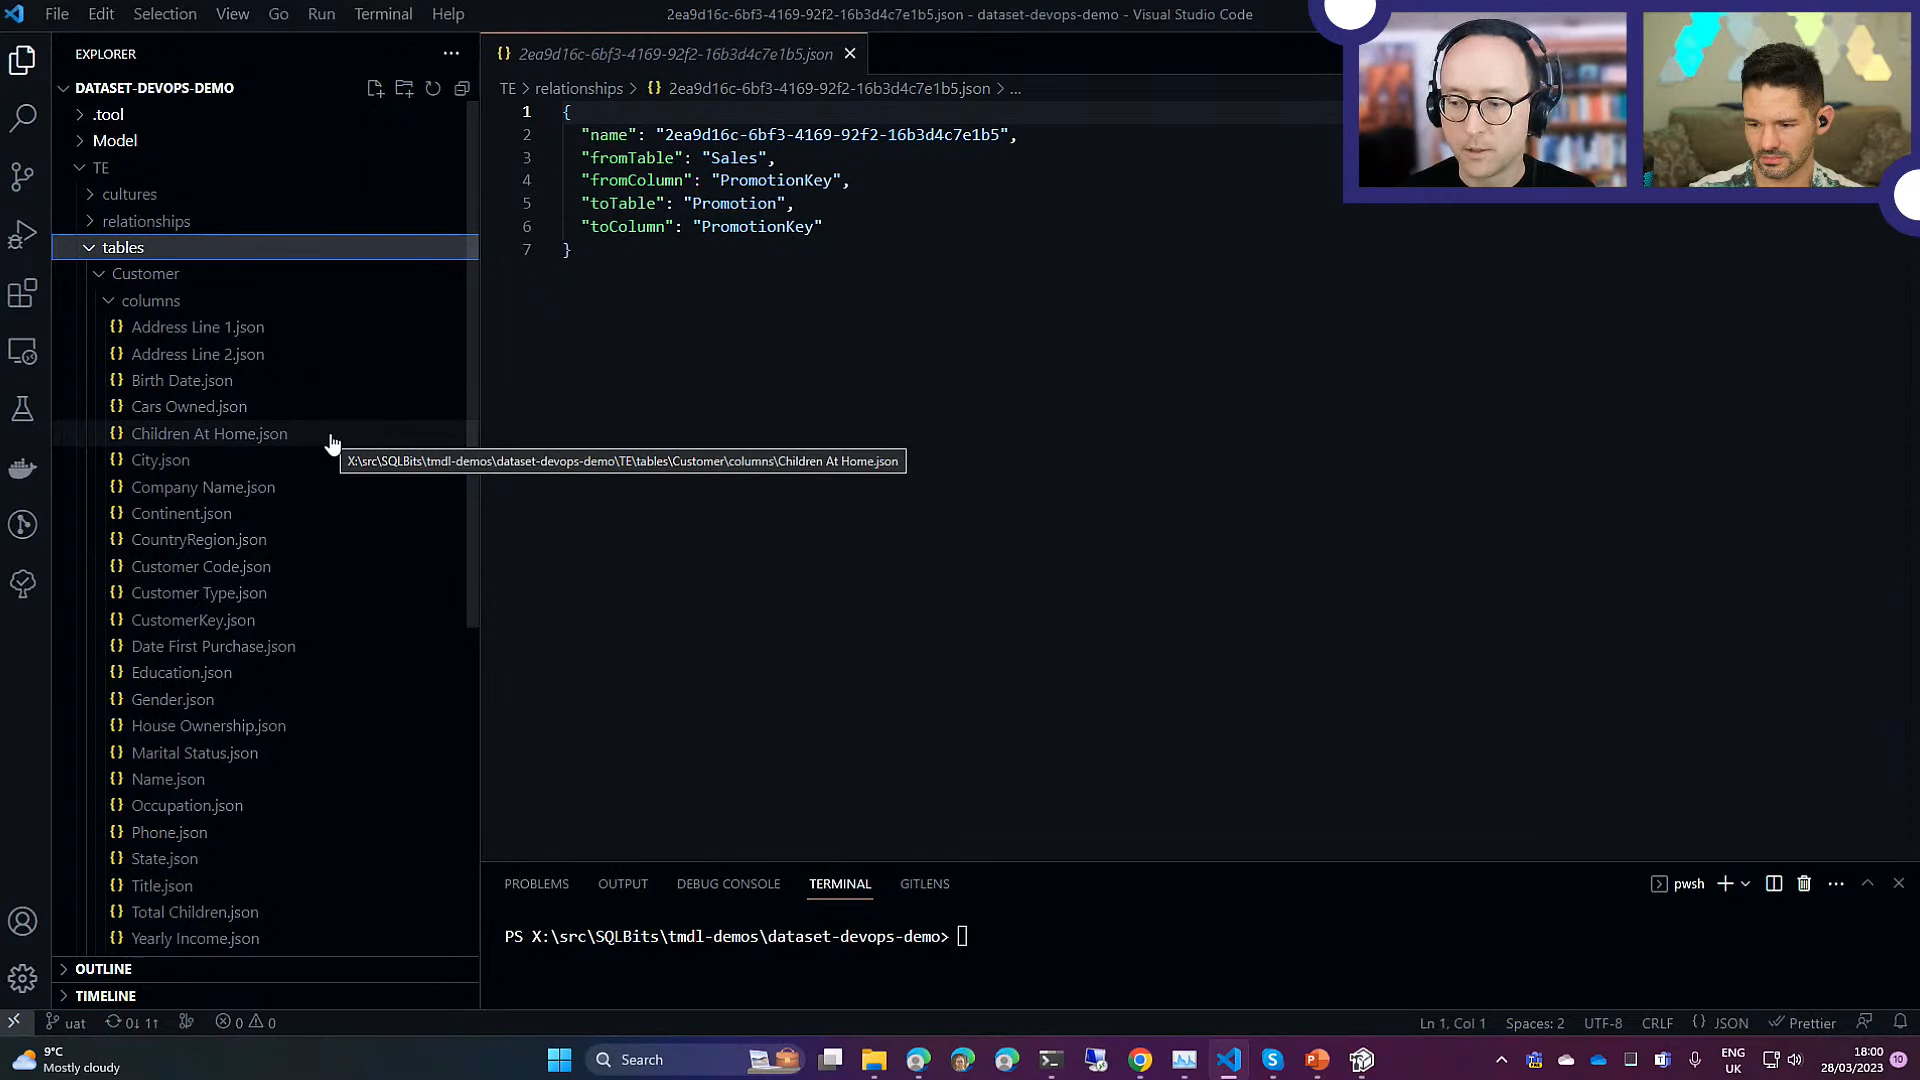 File Edit Selection View Go Run Terminal Help
2ea9d16c-6bf3-4169-92f2-16b3d4c7e1b5.json - dataset-devops-demo - Visual Studio Code
EXPLORER
DATASET-DEVOPS-DEMO
.tool
Model
TE
cultures
relationships
tables
Customer
columns
Address Line 1.json
Address Line 2.json
Birth Date.json
Cars Owned.json
Children At Home.json
City.json
Company Name.json
Continent.json
CountryRegion.json
Customer Code.json
Customer Type.json
CustomerKey.json
Date First Purchase.json
Education.json
Gender.json
House Ownership.json
Marital Status.json
Name.json
Occupation.json
Phone.json
State.json
Title.json
Total Children.json
Yearly Income.json
OUTLINE
TIMELINE
{} 2ea9d16c-6bf3-4169-92f2-16b3d4c7e1b5.json
TE > relationships > {} 2ea9d16c-6bf3-4169-92f2-16b3d4c7e1b5.json > ...
1 {
2 "name": "2ea9d16c-6bf3-4169-92f2-16b3d4c7e1b5",
3 "fromTable": "Sales",
4 "fromColumn": "PromotionKey",
5 "toTable": "Promotion",
6 "toColumn": "PromotionKey"
7 }
X:\src\SQLBits\tmdl-demos\dataset-devops-demo\TE\tables\Customer\columns\Children At Home.json
PROBLEMS OUTPUT DEBUG CONSOLE TERMINAL GITLENS
pwsh
PS X:\src\SQLBits\tmdl-demos\dataset-devops-demo>
uat 0↓ 1↑ 0 0
Ln 1, Col 1 Spaces: 2 UTF-8 CRLF {} JSON Prettier
9°C
Mostly cloudy
Search
ENG
UK
18:00
28/03/2023
10